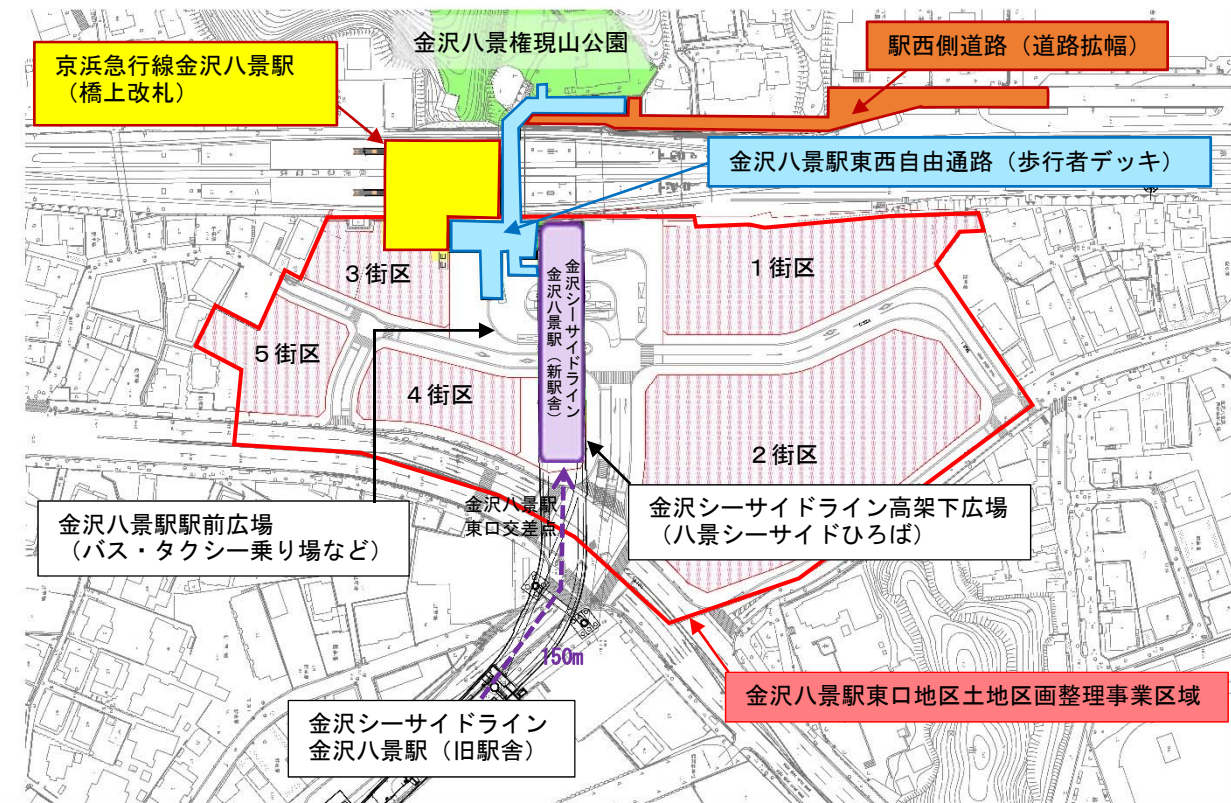 金沢八景権現山公園
駅西側道路（道路拡幅）
京浜急行線金沢八景駅
（橋上改札）
金沢八景駅東西自由通路（歩行者デッキ）
３街区
１街区
金沢シーサイドライン
金沢八景駅（新駅舎）
５街区
４街区
２街区
金沢八景駅
東口交差点
金沢シーサイドライン高架下広場
（八景シーサイドひろば）
金沢八景駅駅前広場
（バス・タクシー乗り場など）
150m
金沢八景駅東口地区土地区画整理事業区域
金沢シーサイドライン
金沢八景駅（旧駅舎）